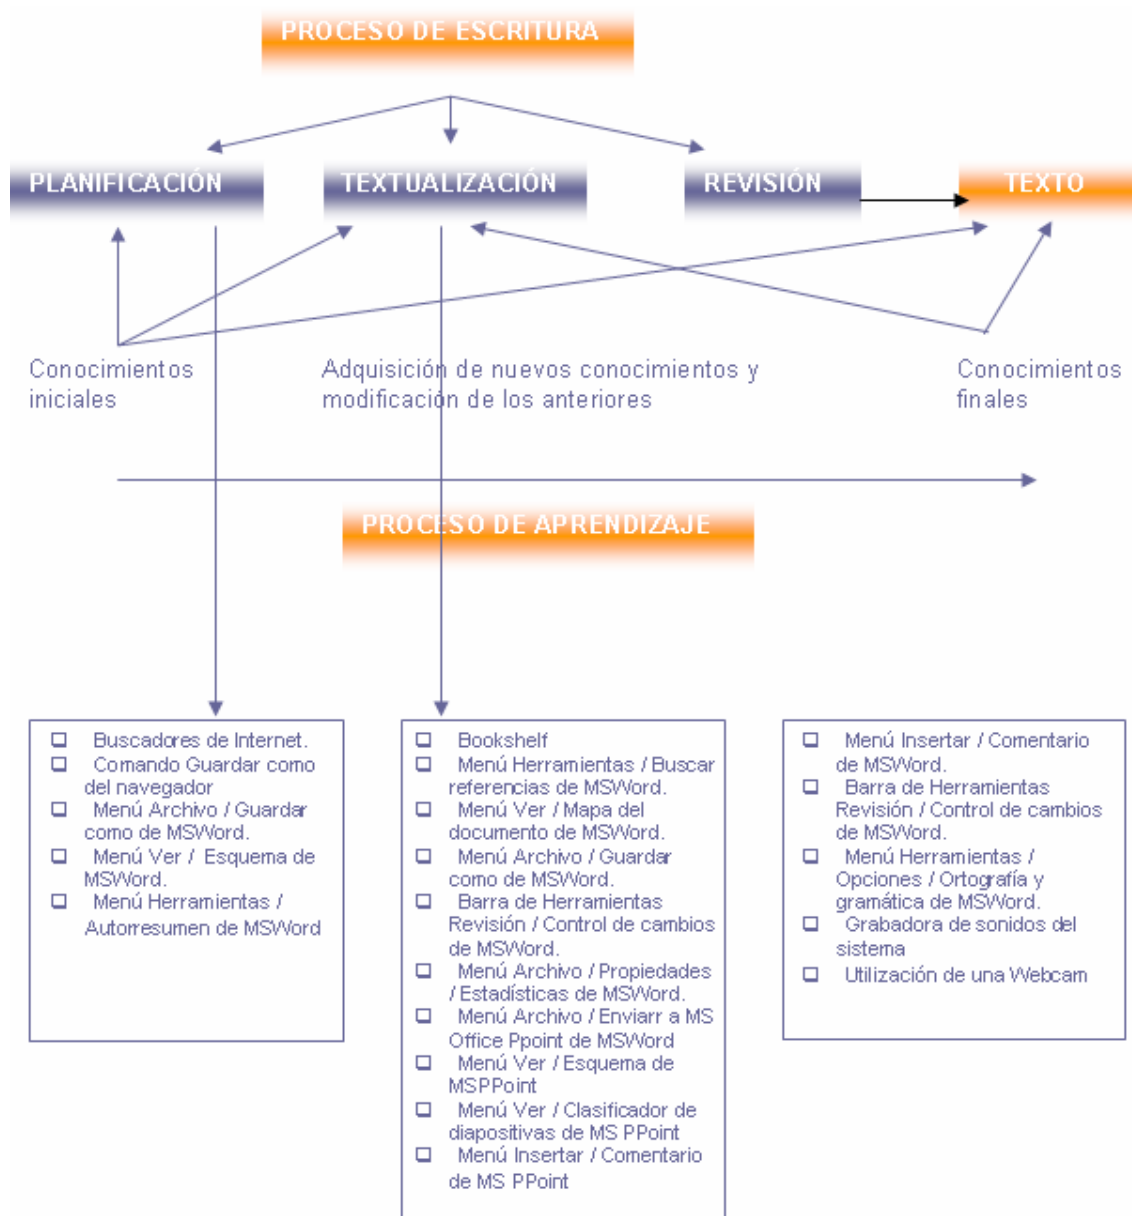 PROCESO DE ESCRITURA
PLANIFICACIÓN
TEXTUALIZACIÓN
REVISIÓN
TEXTO
Conocimientos
iniciales
Adquisición de nuevos conocimientos y
modificación de los anteriores
Conocimientos
finales
PROCESO DE APRENDIZAJE
Buscadores de Internet.
Comando Guardar como
del navegador
Menú Archivo / Guardar
como de MSWord.
Menú Ver / Esquema de
MSWord.
Menú Herramientas /
Autorresumen de MSWord
Bookshelf
Menú Herramientas / Buscar
referencias de MSWord.
Menú Ver / Mapa del
documento de MSWord.
Menú Archivo / Guardar
como de MSWord.
Barra de Herramientas
Revisión / Control de cambios
de MSWord.
Menú Archivo / Propiedades
/ Estadísticas de MSWord.
Menú Archivo / Enviarr a MS
Office Ppoint de MSWord
Menú Ver / Esquema de
MSPPoint
Menú Ver / Clasificador de
diapositivas de MS PPoint
Menú Insertar / Comentario
de MS PPoint
Menú Insertar / Comentario
de MSWord.
Barra de Herramientas
Revisión / Control de cambios
de MSWord.
Menú Herramientas /
Opciones / Ortografía y
gramática de MSWord.
Grabadora de sonidos del
sistema
Utilización de una Webcam